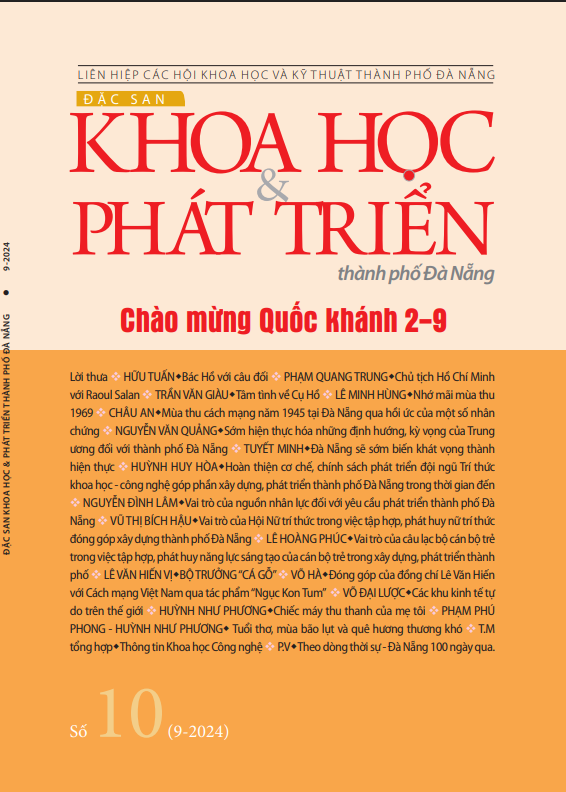 LIÊN HIỆP CÁC HỘI KHOA HỌC VÀ KỸ THUẬT THÀNH PHỐ ĐÀ NẴNG
ĐẶC SAN
KHOA HỌC
&
PHÁT TRIỂN
thành phố Đà Nẵng
Chào mừng Quốc khánh 2-9
Lời thưa ❖ HỮU TUẤN◆Bác Hồ với câu đối ❖ PHẠM QUANG TRUNG◆Chủ tịch Hồ Chí Minh
với Raoul Salan ❖ TRẦN VĂN GIÀU◆Tâm tình về Cụ Hồ ❖ LÊ MINH HÙNG◆Nhớ mãi mùa thu
1969 ❖ CHÂU AN◆Mùa thu cách mạng năm 1945 tại Đà Nẵng qua hồi ức của một số nhân
chứng ❖ NGUYỄN VĂN QUẢNG◆Sớm hiện thực hóa những định hướng, kỳ vọng của Trung
ương đối với thành phố Đà Nẵng ❖ TUYẾT MINH◆Đà Nẵng sẽ sớm biến khát vọng thành
hiện thực ❖ HUỲNH HUY HÒA◆Hoàn thiện cơ chế, chính sách phát triển đội ngũ Trí thức
khoa học - công nghệ góp phần xây dựng, phát triển thành phố Đà Nẵng trong thời gian đến
❖ NGUYỄN ĐÌNH LÂM◆Vai trò của nguồn nhân lực đối với yêu cầu phát triển thành phố Đà
Nẵng ❖ VŨ THỊ BÍCH HẬU◆Vai trò của Hội Nữ trí thức trong việc tập hợp, phát huy nữ trí thức
đóng góp xây dựng thành phố Đà Nẵng ❖ LÊ HOÀNG PHÚC◆Vai trò của câu lạc bộ cán bộ trẻ
trong việc tập hợp, phát huy năng lực sáng tạo của cán bộ trẻ trong xây dựng, phát triển thành
phố ❖ LÊ VĂN HIẾN VỊ◆BỘ TRƯỞNG "CÁ GỖ" ❖ VÕ HÀ◆Đóng góp của đồng chí Lê Văn Hiến
với Cách mạng Việt Nam qua tác phẩm "Ngục Kon Tum" ❖ VÕ ĐẠI LƯỢC◆Các khu kinh tế tự
do trên thế giới ❖ HUỲNH NHƯ PHƯƠNG◆Chiếc máy thu thanh của mẹ tôi ❖ PHẠM PHÚ
PHONG - HUỲNH NHƯ PHƯƠNG◆ Tuổi thơ, mùa bão lụt và quê hương thương khó ❖ T.M
tổng hợp◆Thông tin Khoa học Công nghệ ❖ P.V◆Theo dòng thời sự - Đà Nẵng 100 ngày qua.
Số 10 (9-2024)
ĐẶC SAN KHOA HỌC & PHÁT TRIỂN THÀNH PHỐ ĐÀ NẴNG ● 9-2024